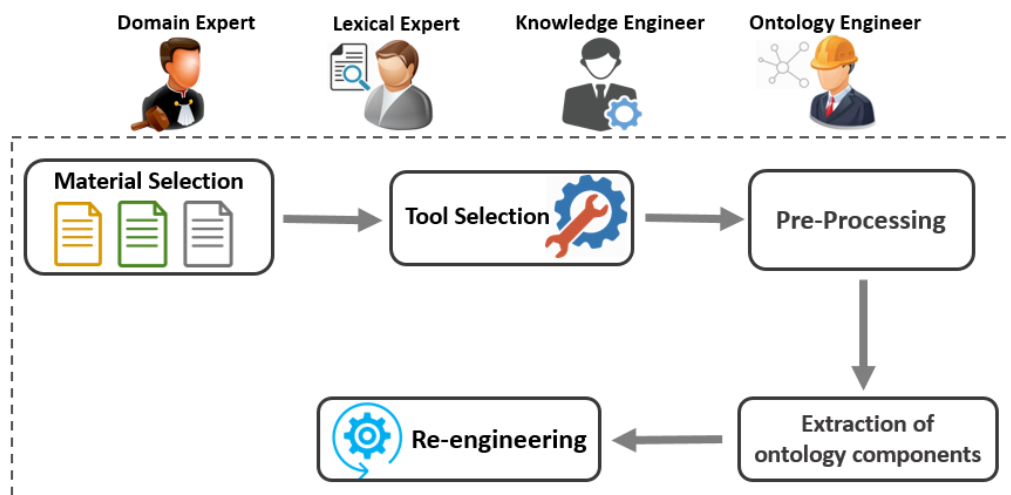 Domain Expert
Lexical Expert
Knowledge Engineer
Ontology Engineer
Material Selection
Tool Selection
Pre-Processing
Extraction of
ontology components
Re-engineering